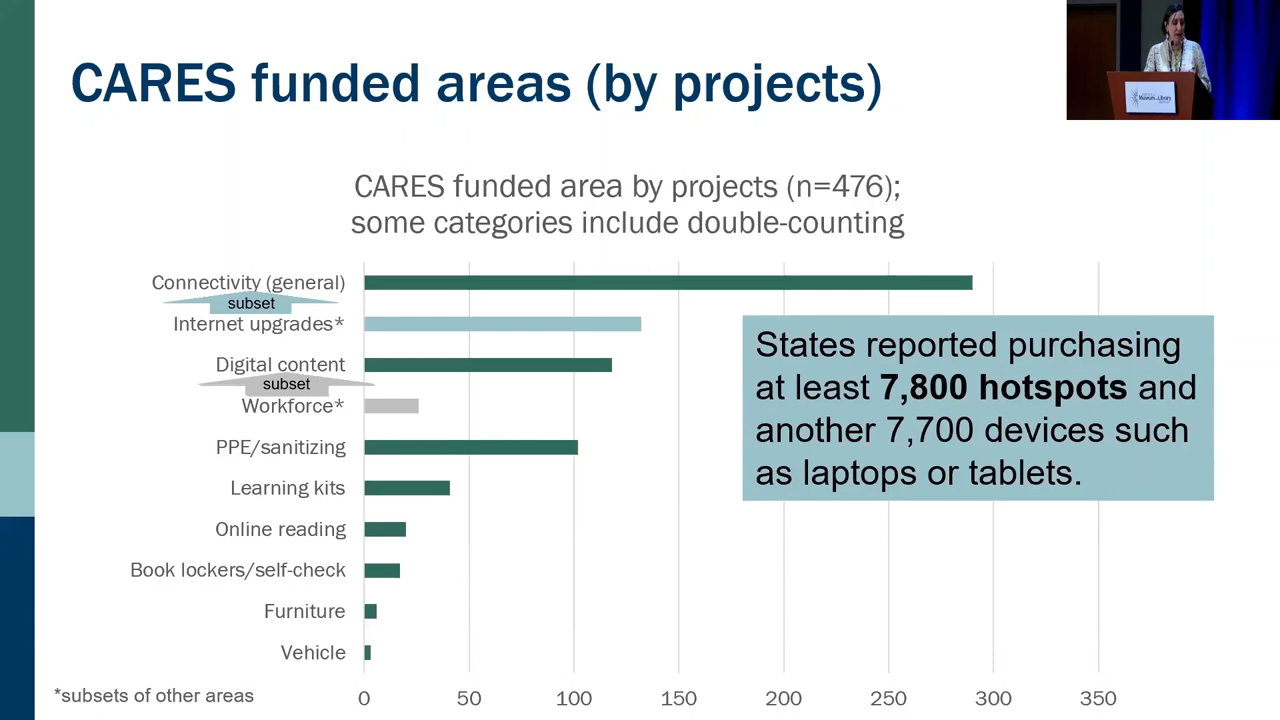 CARES funded areas (by projects)
CARES funded area by projects (n=476);
some categories include double-counting
Connectivity (general)
subset
Internet upgrades*
Digital content
subset
Workforce*
PPE/sanitizing
Learning kits
Online reading
Book lockers/self-check
Furniture
Vehicle
States reported purchasing
at least 7,800 hotspots and
another 7,700 devices such
as laptops or tablets.
*subsets of other areas
0 50 100 150 200 250 300 350
Museum and Library